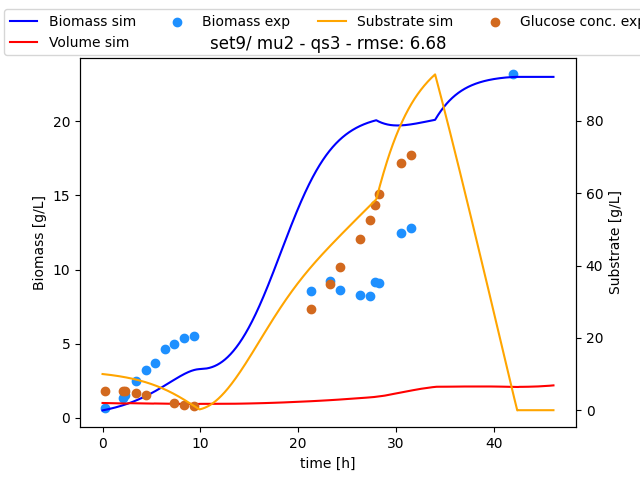 Biomass sim Biomass exp Substrate sim Glucose conc. exp
Volume sim
set9/ mu2 - qs3 - rmse: 6.68
Biomass [g/L]
20
15
10
5
0
Substrate [g/L]
80
60
40
20
0
0 10 20 30 40
time [h]